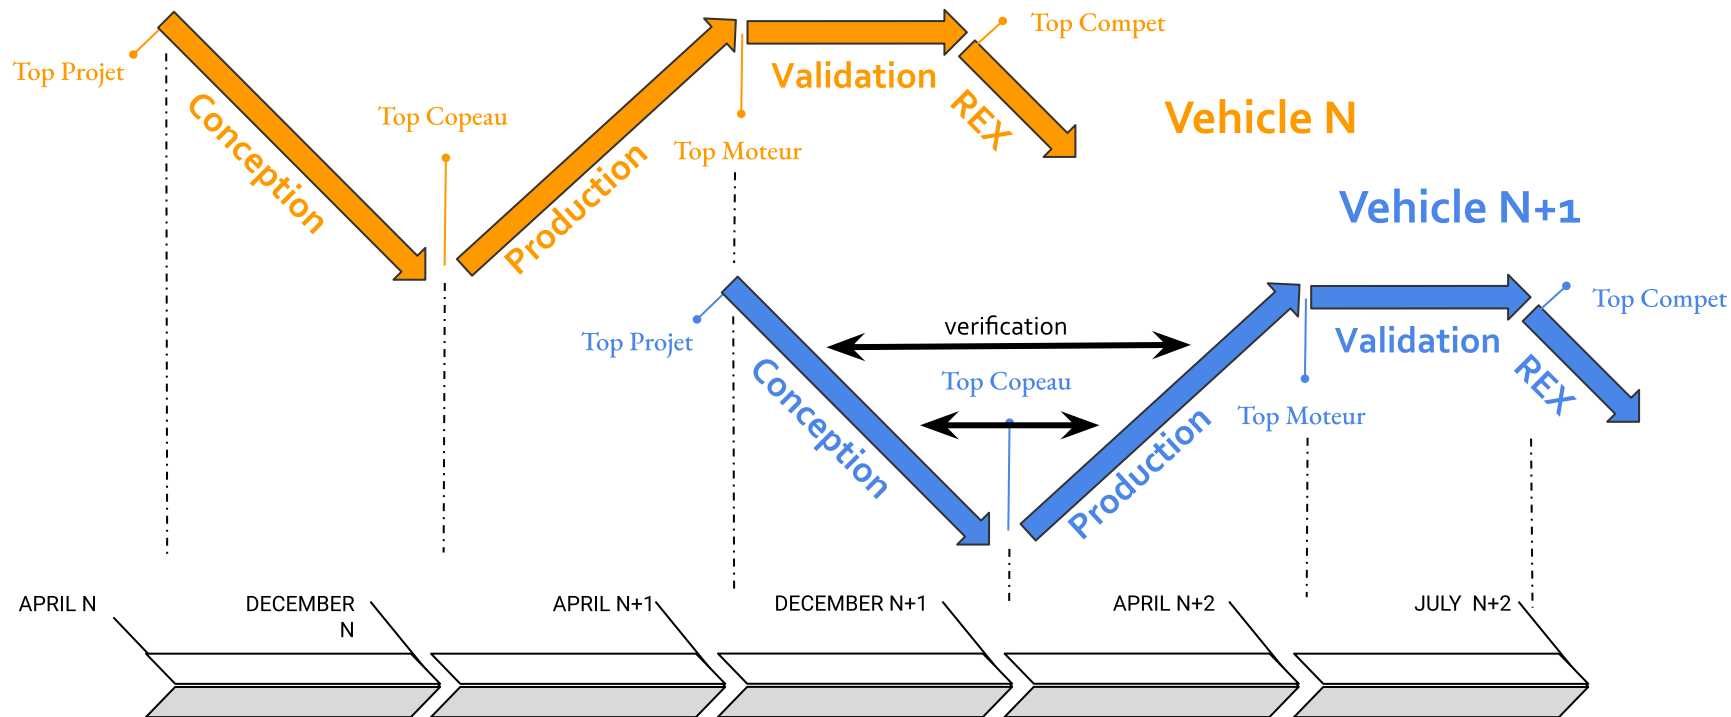 Top Projet
Conception
Top Copeau
Production
Top Moteur
Validation
Top Compet
REX
Vehicle N
Vehicle N+1
Top Projet
Conception
verification
Top Copeau
Production
Top Moteur
Validation
Top Compet
REX
APRIL N
DECEMBER
N
APRIL N+1
DECEMBER N+1
APRIL N+2
JULY N+2